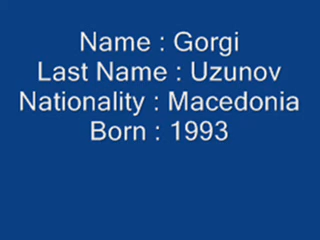 Name : Gorgi
Last Name : Uzunov
Nationality : Macedonia
Born : 1993